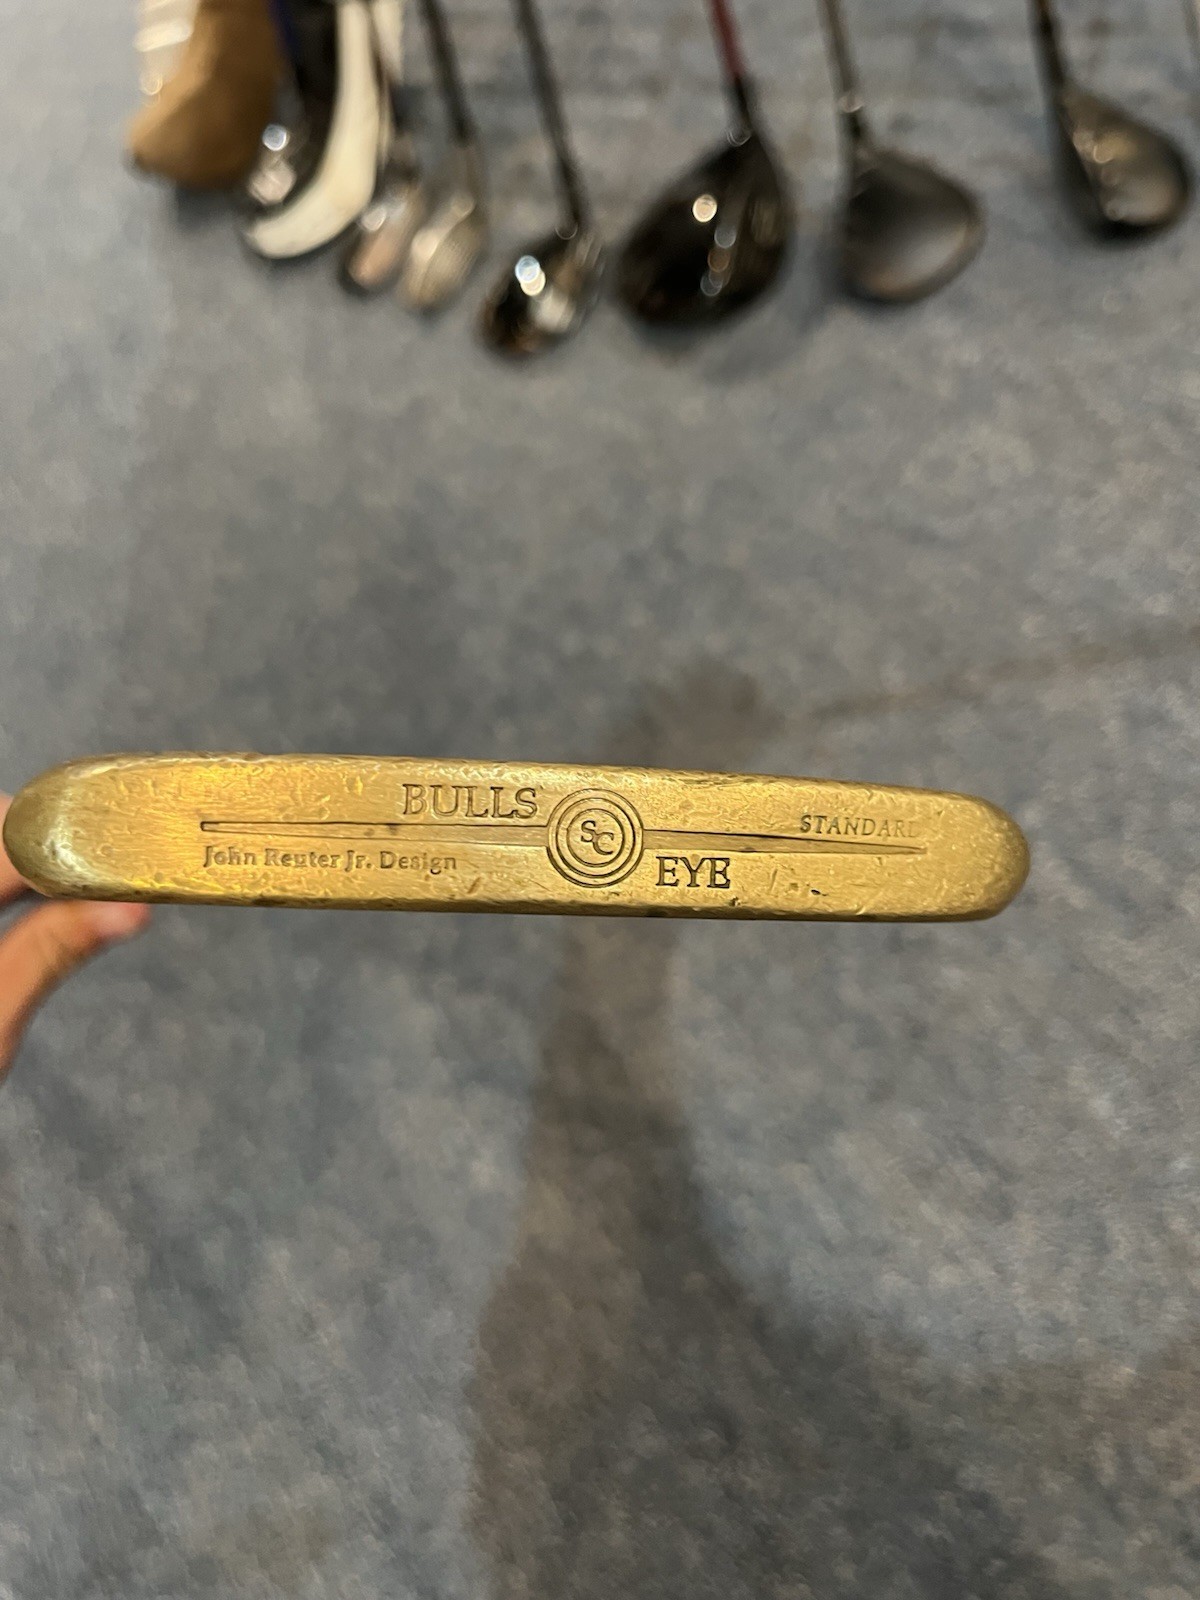 BULLS
SC
EYE
STANDARD
John Reuter Jr. Design